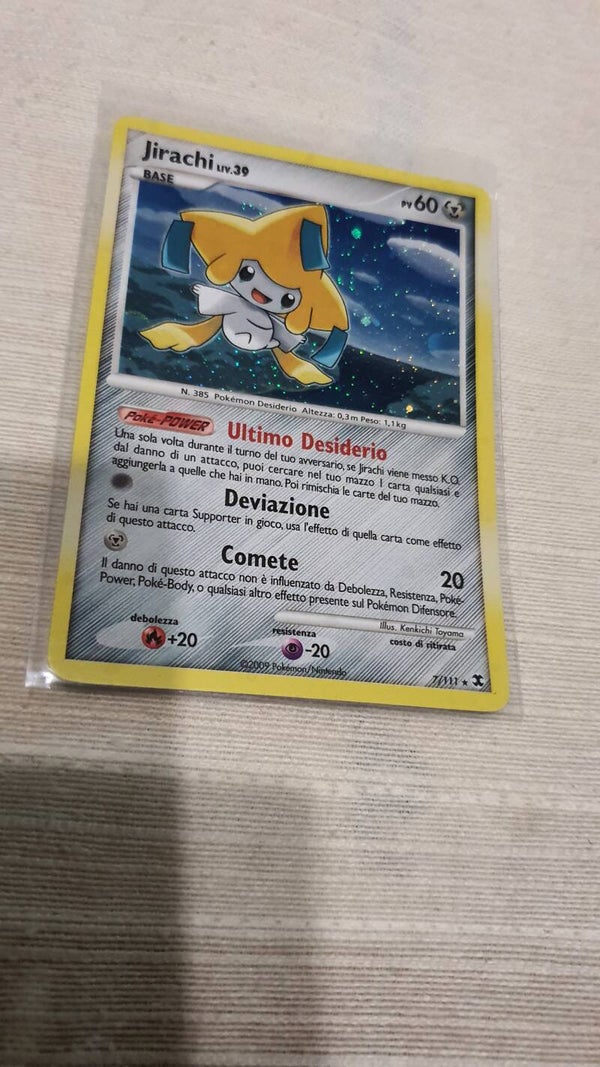 Jirachi LIV.39
BASE
PV 60
N. 385 Pokémon Desiderio Altezza: 0,3m Peso: 1,1kg
Poké-POWER Ultimo Desiderio
Una sola volta durante il turno del tuo avversario, se Jirachi viene messo K.O.
dal danno di un attacco, puoi cercare nel tuo mazzo 1 carta qualsiasi e
aggiungerla a quelle che hai in mano. Poi rimischia le carte del tuo mazzo.
Deviazione
Se hai una carta Supporter in gioco, usa l'effetto di quella carta come effetto
di questo attacco.
Comete 20
Il danno di questo attacco non è influenzato da Debolezza, Resistenza, Poké-
Power, Poké-Body, o qualsiasi altro effetto presente sul Pokémon Difensore.
Illus. Kenkichi Toyama
debolezza resistenza costo di ritirata
+20 -20
©2009 Pokémon/Nintendo 7/111